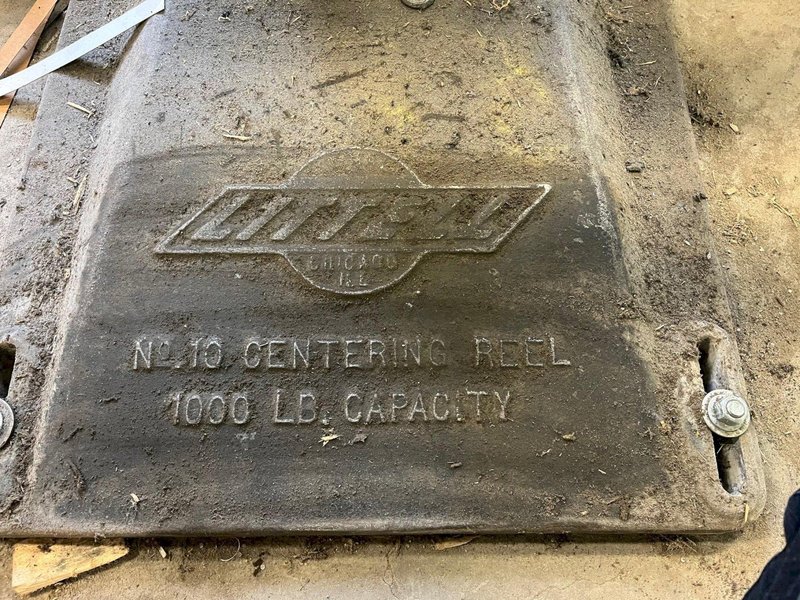 LITTELL
CHICAGO
ILL
No. 10 CENTERING REEL
1000 LB. CAPACITY